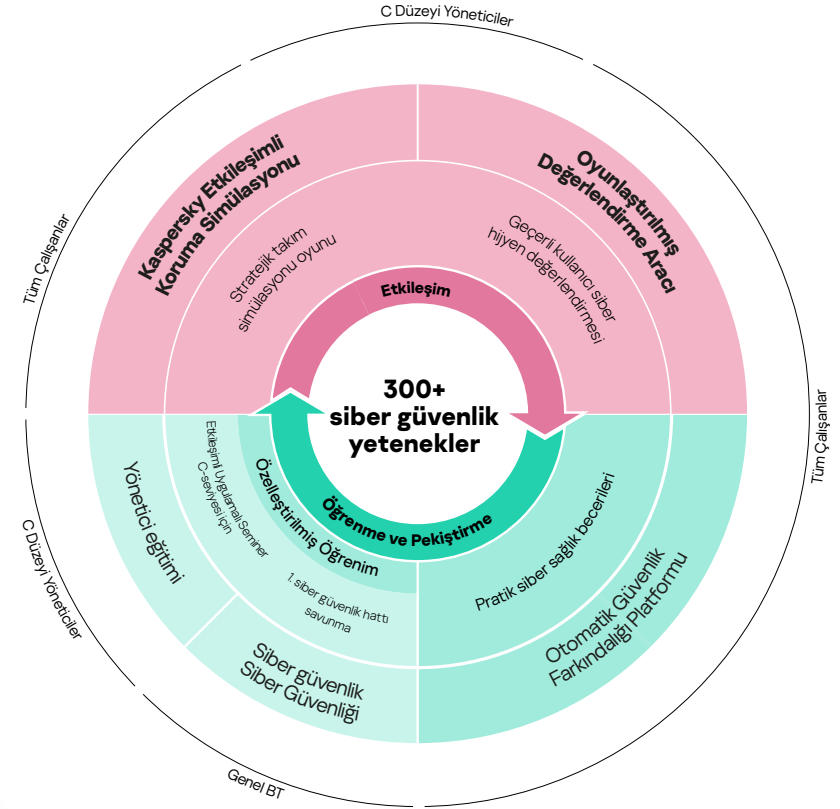 C Düzeyi Yöneticiler
Tüm Çalışanlar
Kaspersky Etkileşimli
Koruma Simülasyonu
Oyunlaştırılmış
Değerlendirme Aracı
Stratejik takım
simülasyonu oyunu
Geçerli kullanıcı siber
hijyen değerlendirmesi
Etkileşim
300+
siber güvenlik
yetenekler
Tüm Çalışanlar
Öğrenme ve Pekiştirme
Özelleştirilmiş Öğrenim
Etkileşimli Uygulamalı Seminer
C-seviyesi için
Yönetici eğitimi
C Düzeyi Yöneticiler
1. siber güvenlik hattı
savunma
Siber güvenlik
Siber Güvenliği
Pratik siber sağlık becerileri
Otomatik Güvenlik
Farkındalığı Platformu
Genel BT